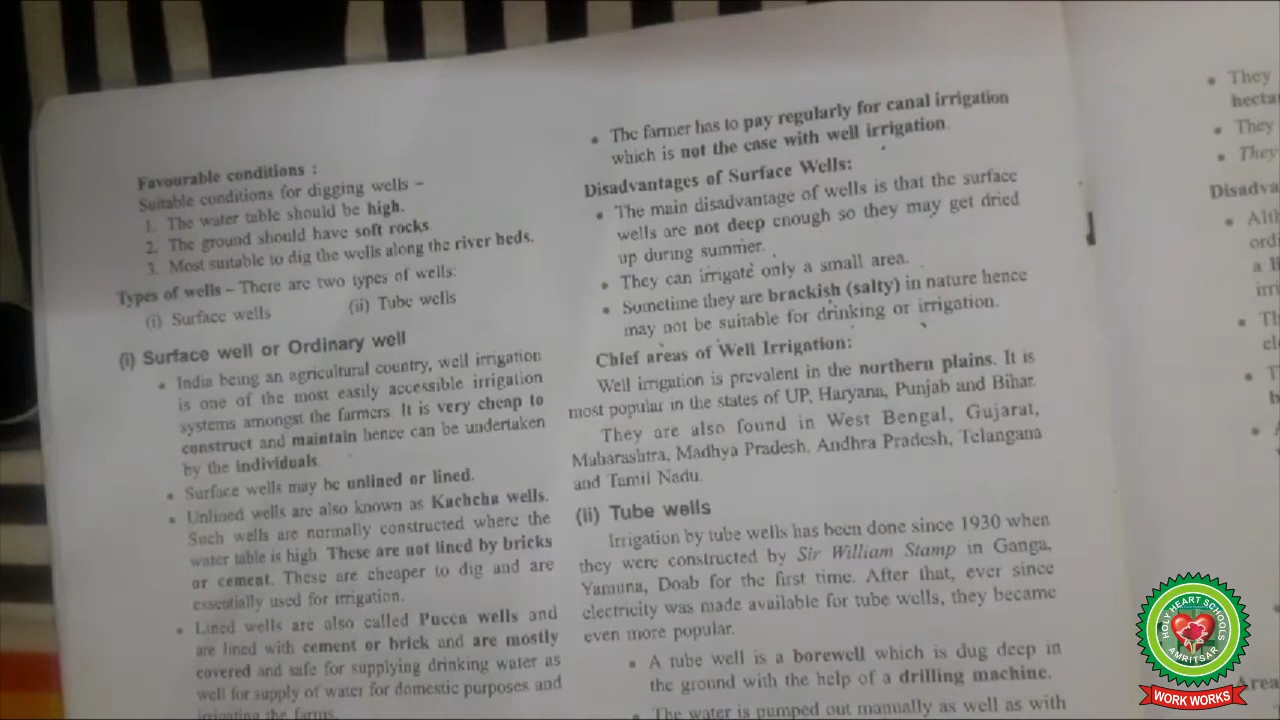 Favourable conditions :
Suitable conditions for digging wells –
1. The water table should be high.
2. The ground should have soft rocks.
3. Most suitable to dig the wells along the river beds.
Types of wells – There are two types of wells:
(i) Surface wells (ii) Tube wells
(i) Surface well or Ordinary well
• India being an agricultural country, well irrigation
is one of the most easily accessible irrigation
systems amongst the farmers. It is very cheap to
construct and maintain hence can be undertaken
by the individuals.
• Surface wells may be unlined or lined.
• Unlined wells are also known as Kachcha wells.
Such wells are normally constructed where the
water table is high. These are not lined by bricks
or cement. These are cheaper to dig and are
essentially used for irrigation.
• Lined wells are also called Pucca wells and
are lined with cement or brick and are mostly
covered and safe for supplying drinking water as
well for supply of water for domestic purposes and
irrigating the farms.
• The farmer has to pay regularly for canal irrigation
which is not the case with well irrigation.
Disadvantages of Surface Wells:
• The main disadvantage of wells is that the surface
wells are not deep enough so they may get dried
up during summer.
• They can irrigate only a small area.
• Sometime they are brackish (salty) in nature hence
may not be suitable for drinking or irrigation.
Chief areas of Well Irrigation:
Well irrigation is prevalent in the northern plains. It is
most popular in the states of UP, Haryana, Punjab and Bihar.
They are also found in West Bengal, Gujarat,
Maharashtra, Madhya Pradesh, Andhra Pradesh, Telangana
and Tamil Nadu.
(ii) Tube wells
Irrigation by tube wells has been done since 1930 when
they were constructed by Sir William Stamp in Ganga,
Yamuna, Doab for the first time. After that, ever since
electricity was made available for tube wells, they became
even more popular.
• A tube well is a borewell which is dug deep in
the ground with the help of a drilling machine.
• The water is pumped out manually as well as with
• They
• They
• They
HOLY HEART SCHOOLS
AMRITSAR
WORK WORKS